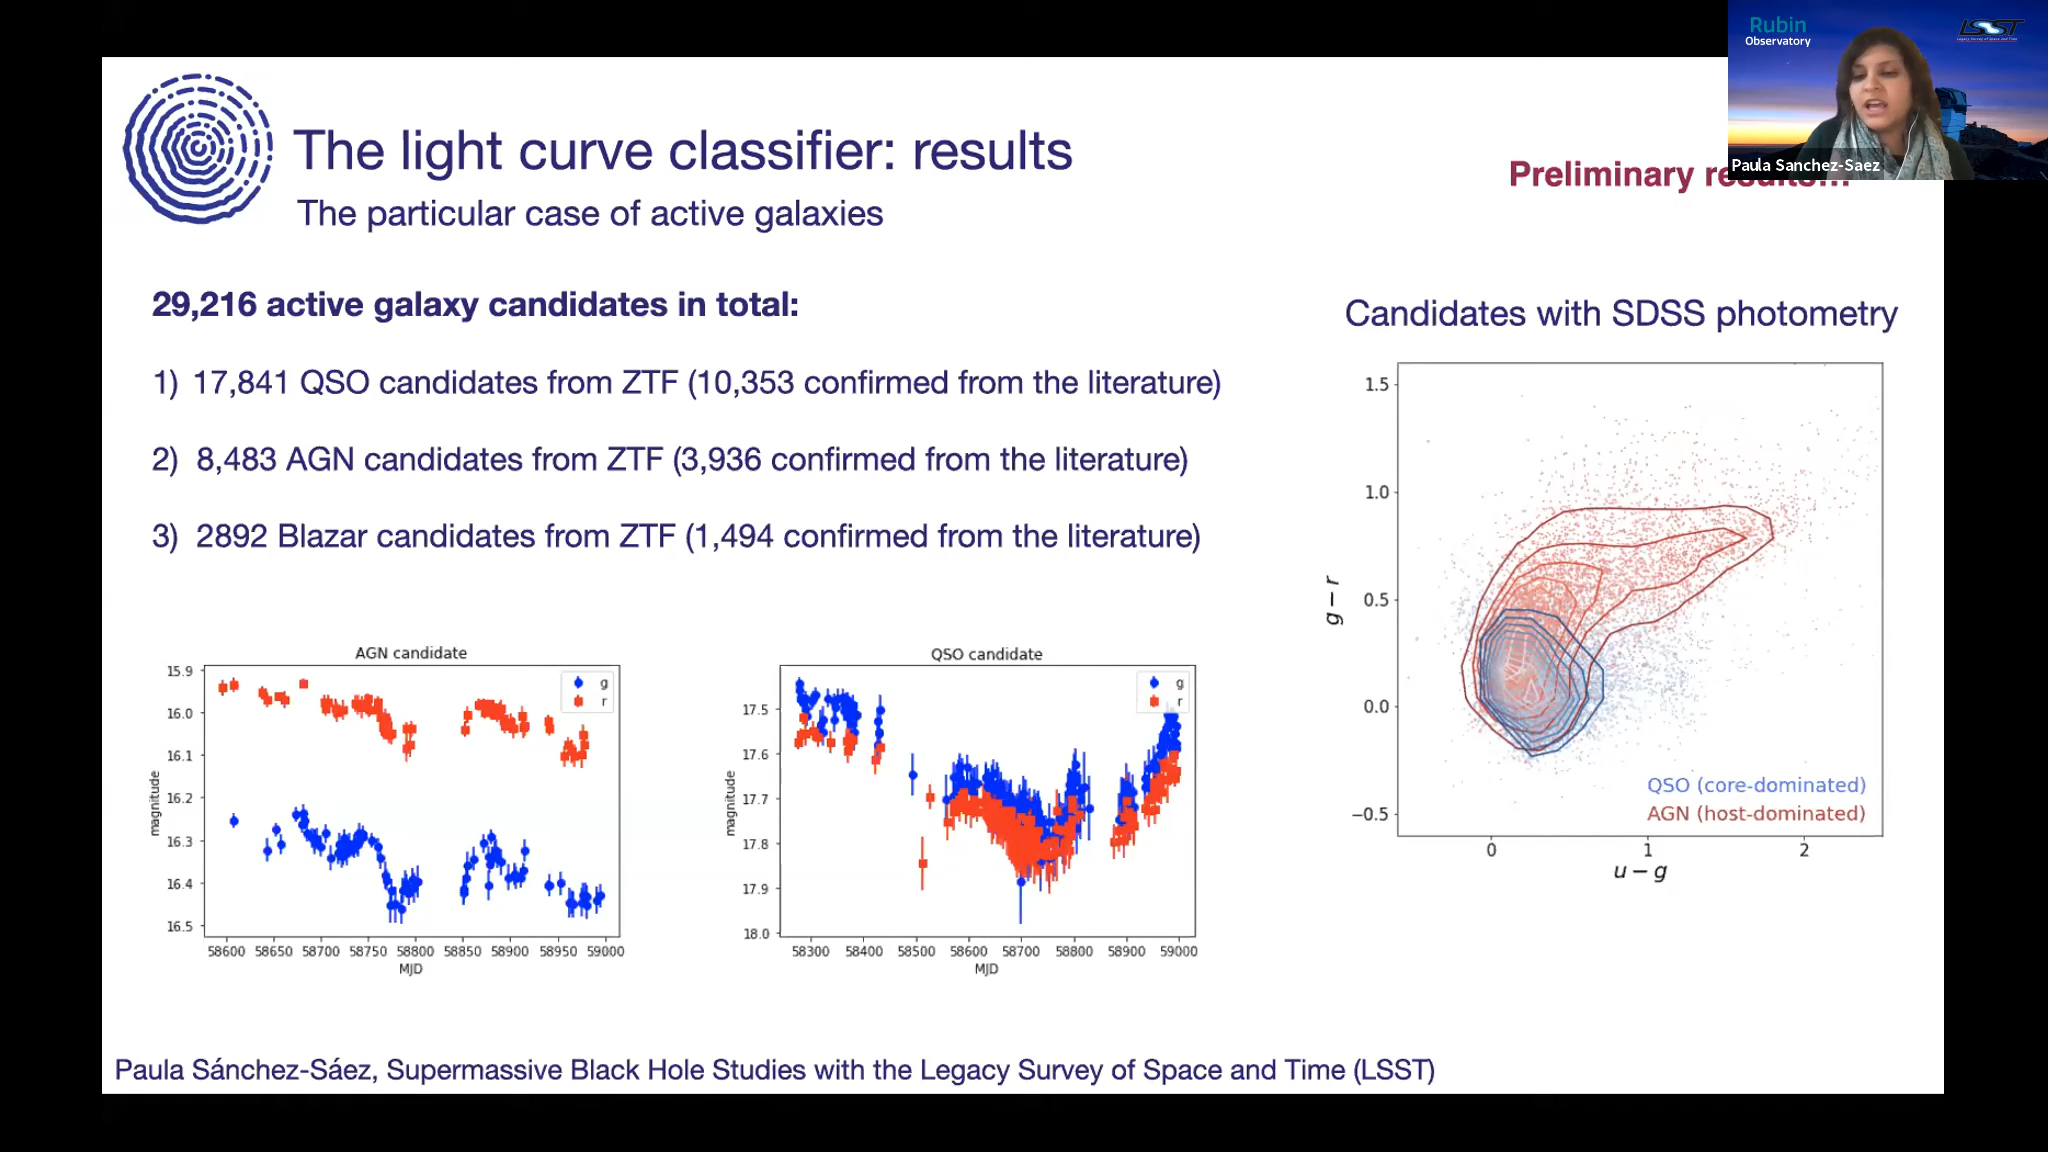 Rubin
Observatory
LSST
Paula Sanchez-Saez
The light curve classifier: results
The particular case of active galaxies
Preliminary results...
29,216 active galaxy candidates in total:
1) 17,841 QSO candidates from ZTF (10,353 confirmed from the literature)
2) 8,483 AGN candidates from ZTF (3,936 confirmed from the literature)
3) 2892 Blazar candidates from ZTF (1,494 confirmed from the literature)
AGN candidate
g
r
15.9
16.0
16.1
16.2
16.3
16.4
16.5
magnitude
58600 58650 58700 58750 58800 58850 58900 58950 59000
MJD
QSO candidate
g
r
17.5
17.6
17.7
17.8
17.9
18.0
magnitude
58300 58400 58500 58600 58700 58800 58900 59000
MJD
Candidates with SDSS photometry
1.5
1.0
0.5
0.0
−0.5
g − r
QSO (core-dominated)
AGN (host-dominated)
0 1 2
u − g
Paula Sánchez-Sáez, Supermassive Black Hole Studies with the Legacy Survey of Space and Time (LSST)